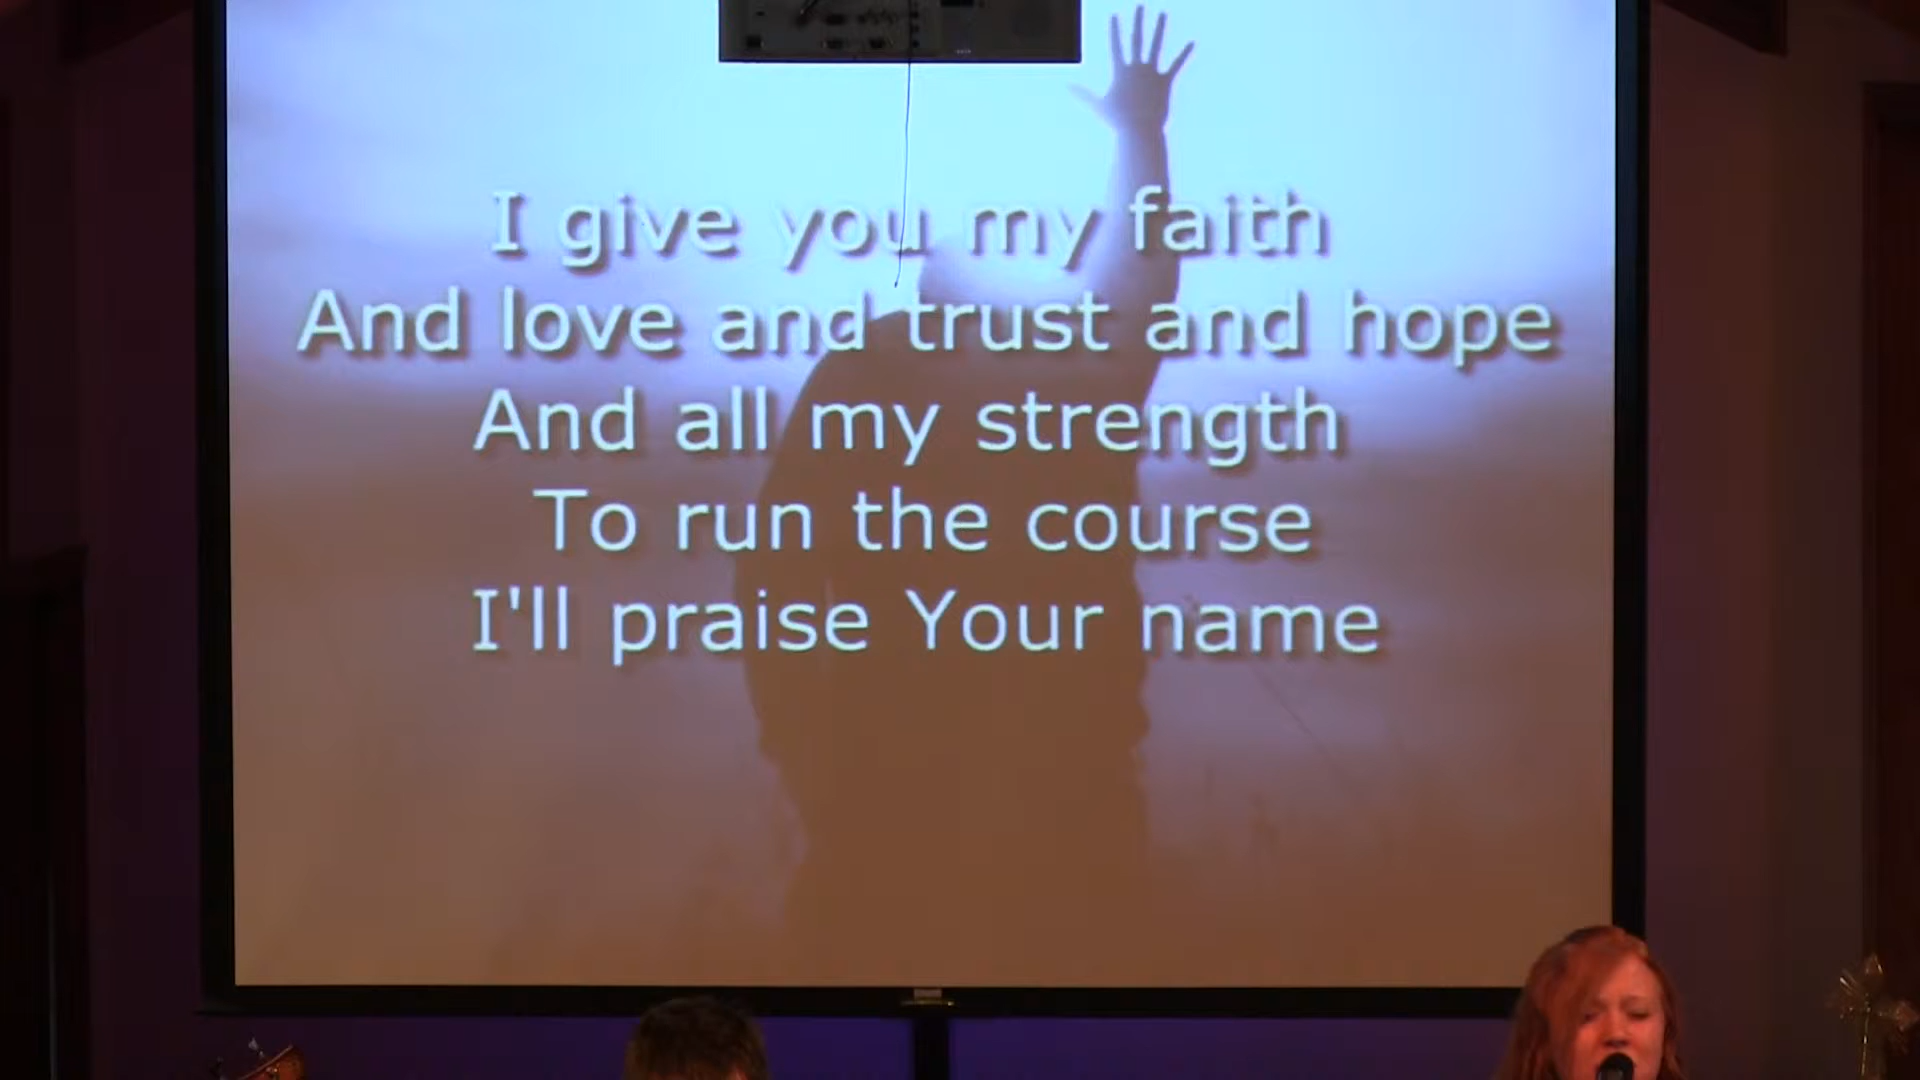 I give you my faith
And love and trust and hope
And all my strength
To run the course
I'll praise Your name